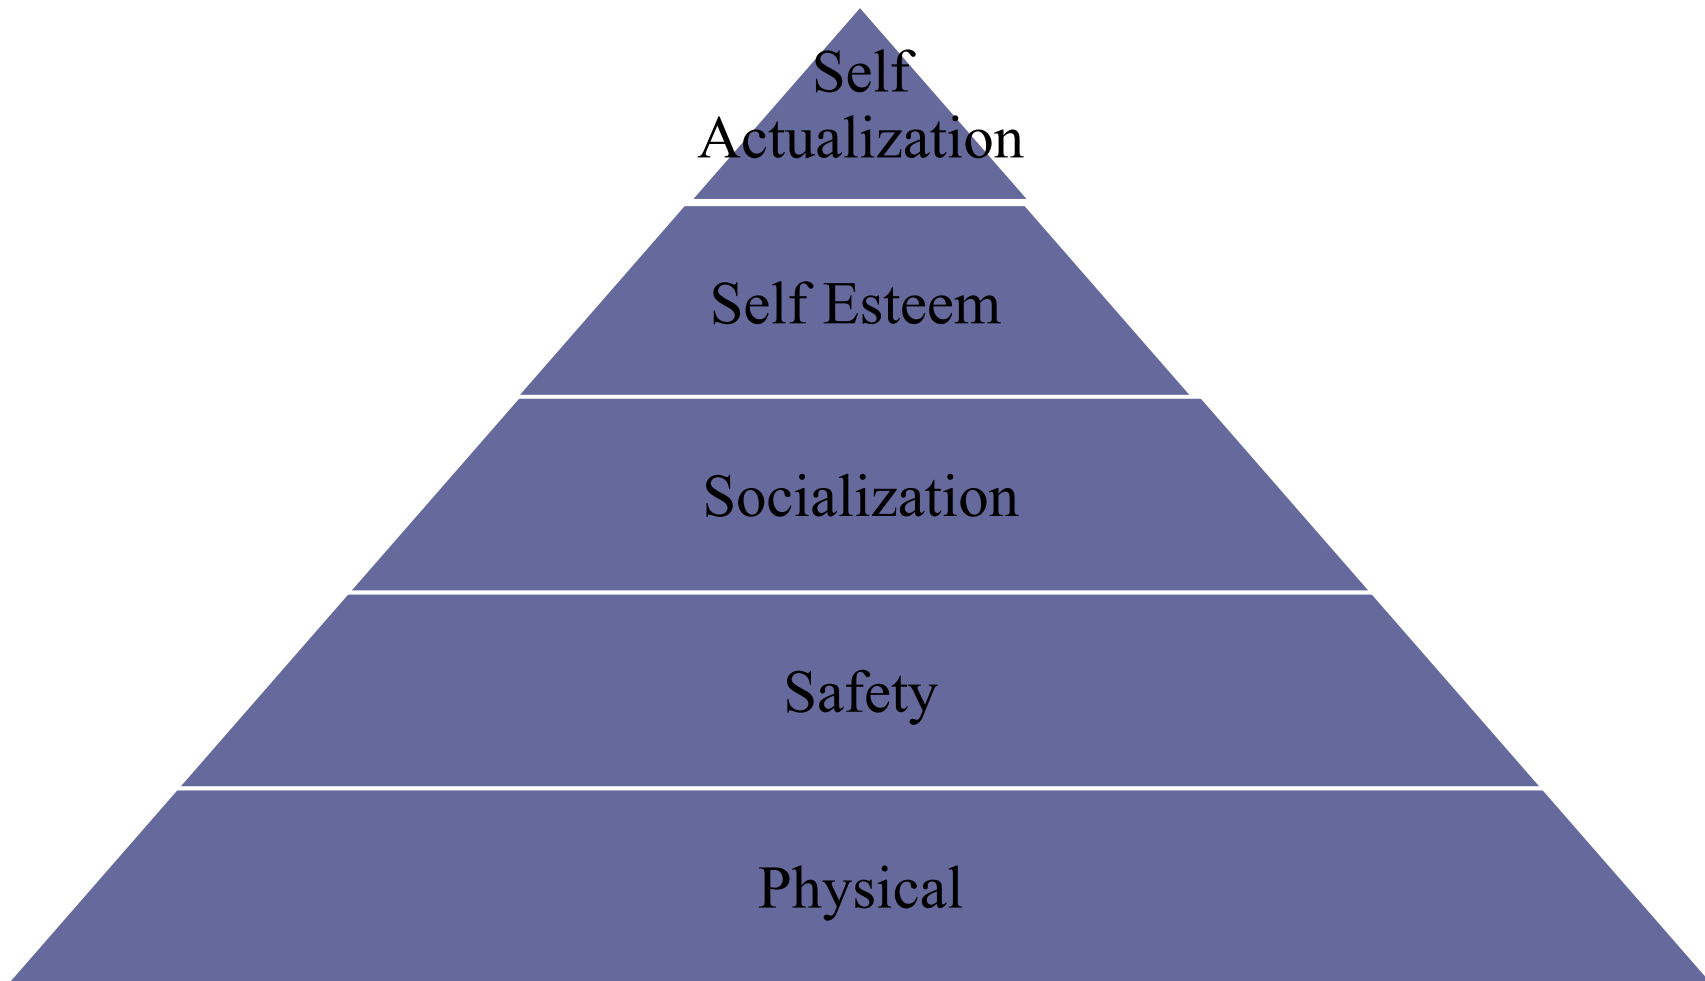 Self
Actualization
Self Esteem
Socialization
Safety
Physical